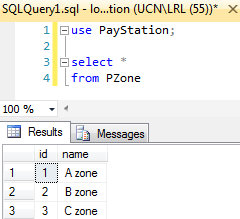 SQLQuery1.sql - lo...tion (UCN\LRL (55))*
1 use PayStation;
2
3 select *
4 from PZone
100 %
Results Messages
id name
1 1 A zone
2 2 B zone
3 3 C zone